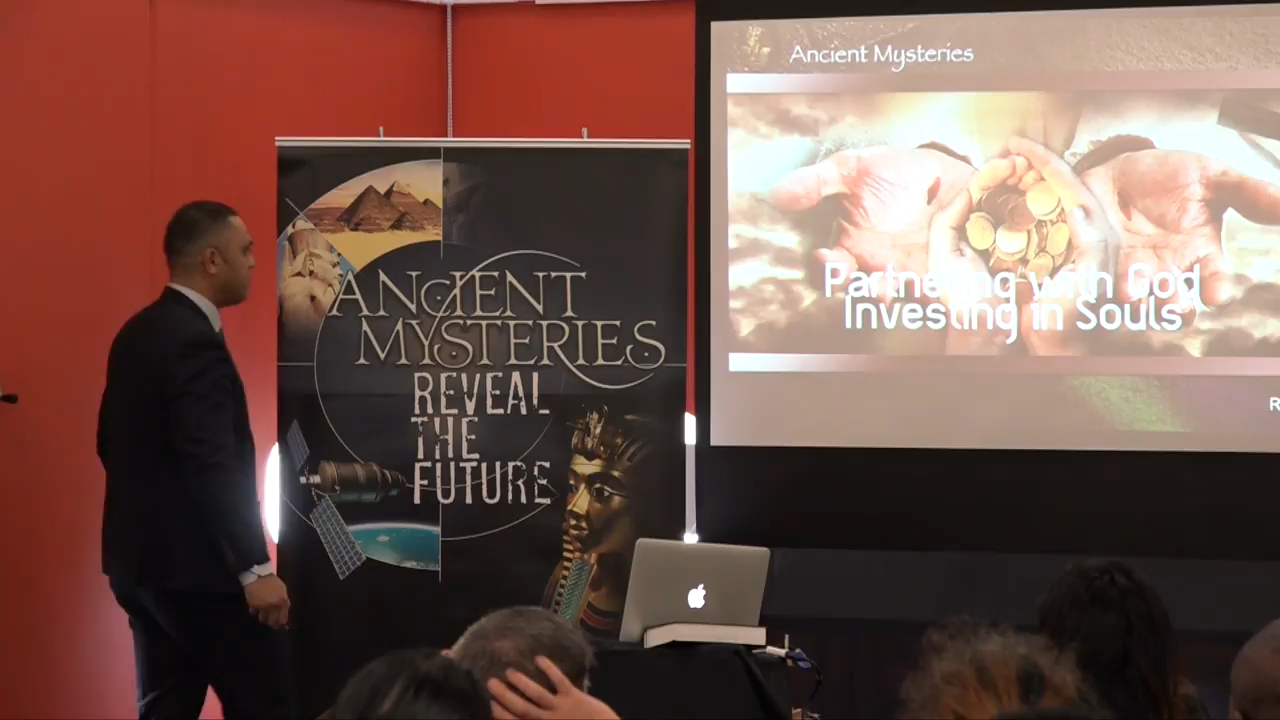 ANCIENT
MYSTERIES
REVEAL
THE
FUTURE
Ancient Mysteries
Partnering with God
Investing in Souls
R